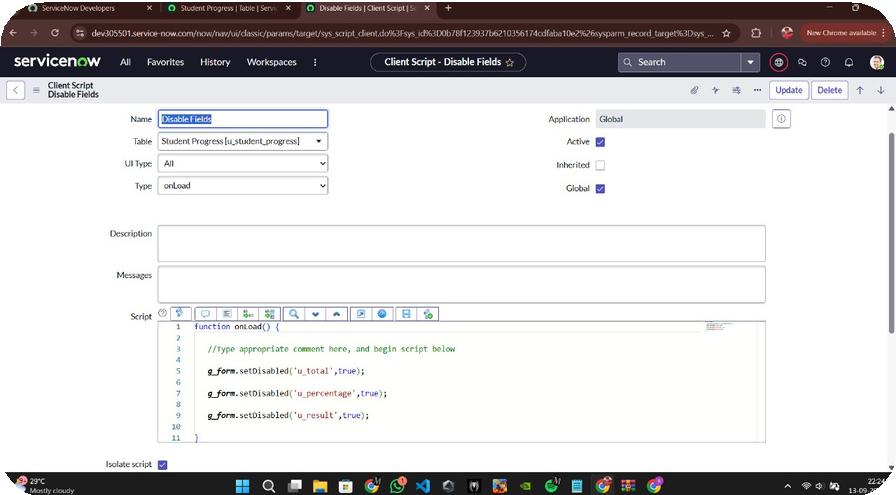 ServiceNow Developers
Student Progress | Table | Servic
Disable Fields | Client Script | Se
dev305501.service-now.com/now/nav/ui/classic/params/target/sys_script_client.do%3Fsys_id%3D0b78f123937b6210356174cdfaba10e2%26sysparm_record_target%3Dsys_s...
New Chrome available
servicenow
All Favorites History Workspaces
Client Script - Disable Fields
Search
Client Script
Disable Fields
Update Delete
Name Disable Fields
Application Global
Table Student Progress [u_student_progress]
Active
UI Type All
Inherited
Type onLoad
Global
Description
Messages
Script
1 function onLoad() {
2
3 //Type appropriate comment here, and begin script below
4
5 g_form.setDisabled('u_total',true);
6
7 g_form.setDisabled('u_percentage',true);
8
9 g_form.setDisabled('u_result',true);
10
11 }
Isolate script
29°C
Mostly cloudy
22:24
13-09-